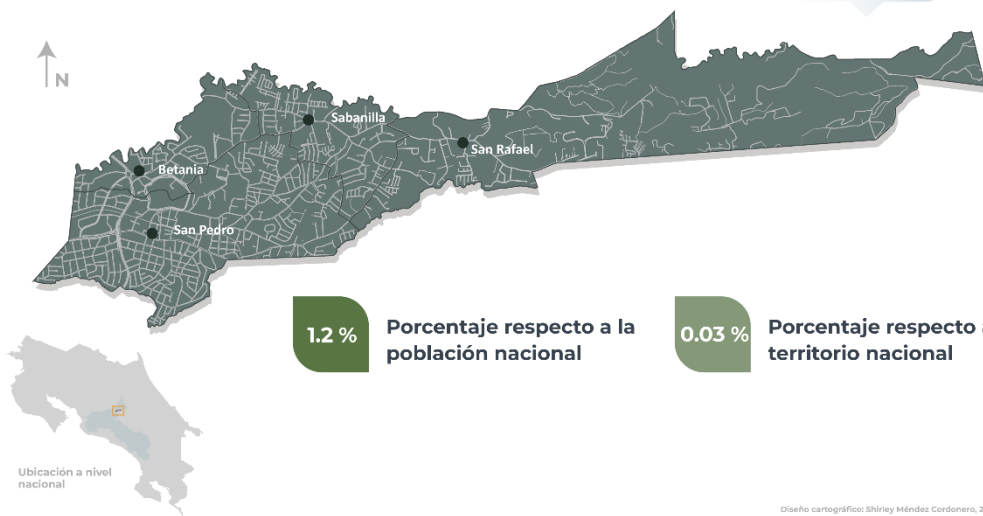 N
Sabanilla
San Rafael
Betania
San Pedro
1.2 %
Porcentaje respecto a la
población nacional
0.03 %
Porcentaje respecto a
territorio nacional
Ubicación a nivel
nacional
Diseño cartográfico: Shirley Méndez Cordonero, 2